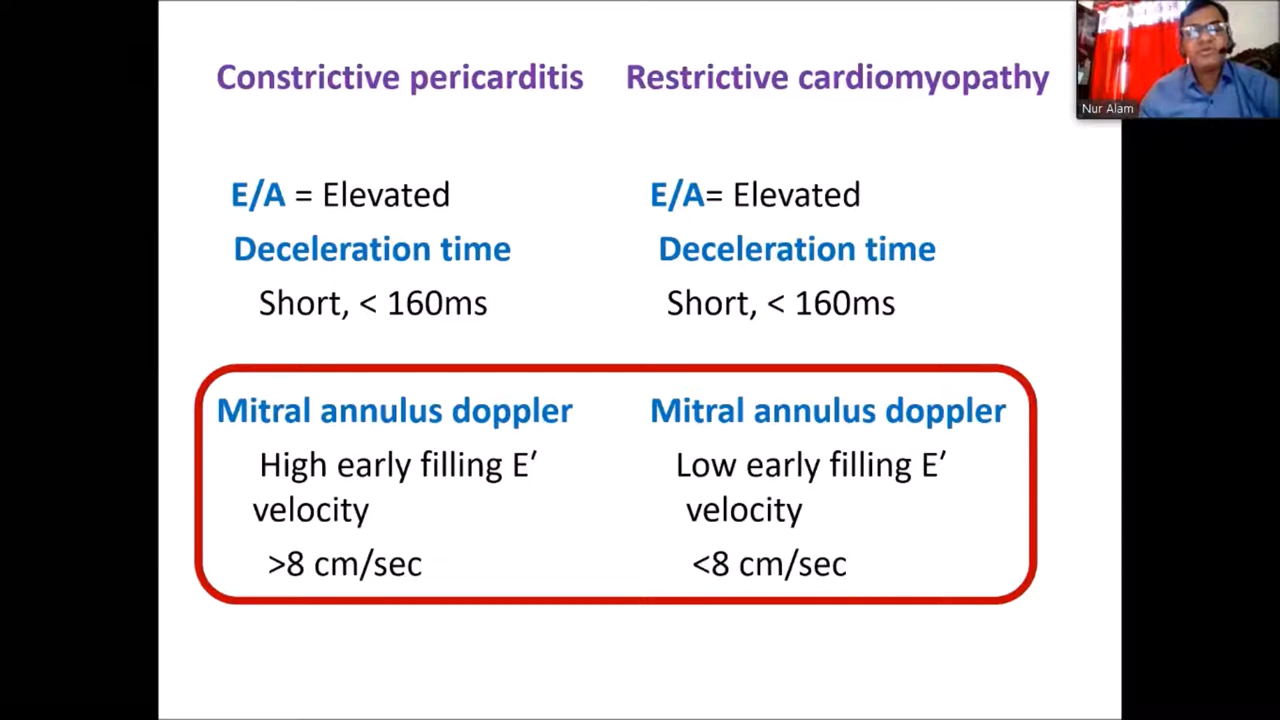 Constrictive pericarditis
E/A = Elevated
Deceleration time
Short, < 160ms
Mitral annulus doppler
High early filling E′
velocity
>8 cm/sec
Restrictive cardiomyopathy
E/A= Elevated
Deceleration time
Short, < 160ms
Mitral annulus doppler
Low early filling E′
velocity
<8 cm/sec
Nur Alam